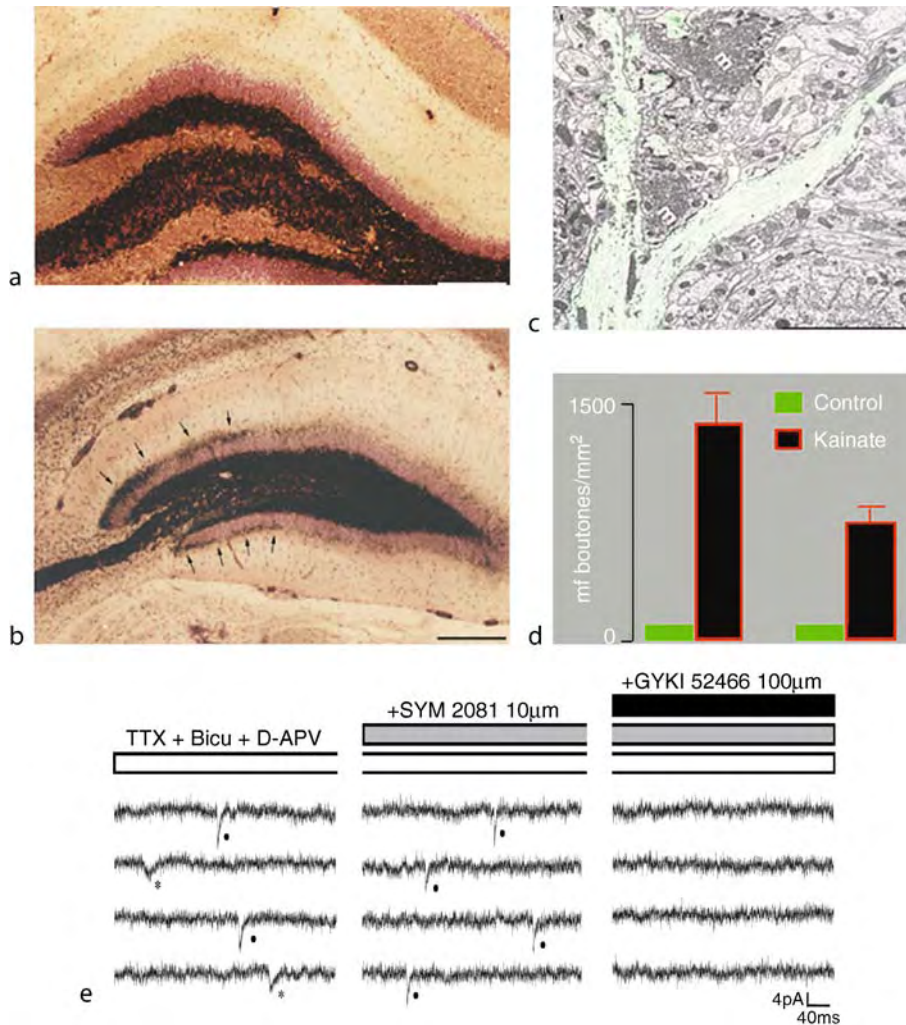 a
b
c
m
m
m
d
1500
0
mf boutones/mm²
Control
Kainate
e
TTX + Bicu + D-APV
+SYM 2081 10μm
+GYKI 52466 100μm
*
*
4pA
40ms